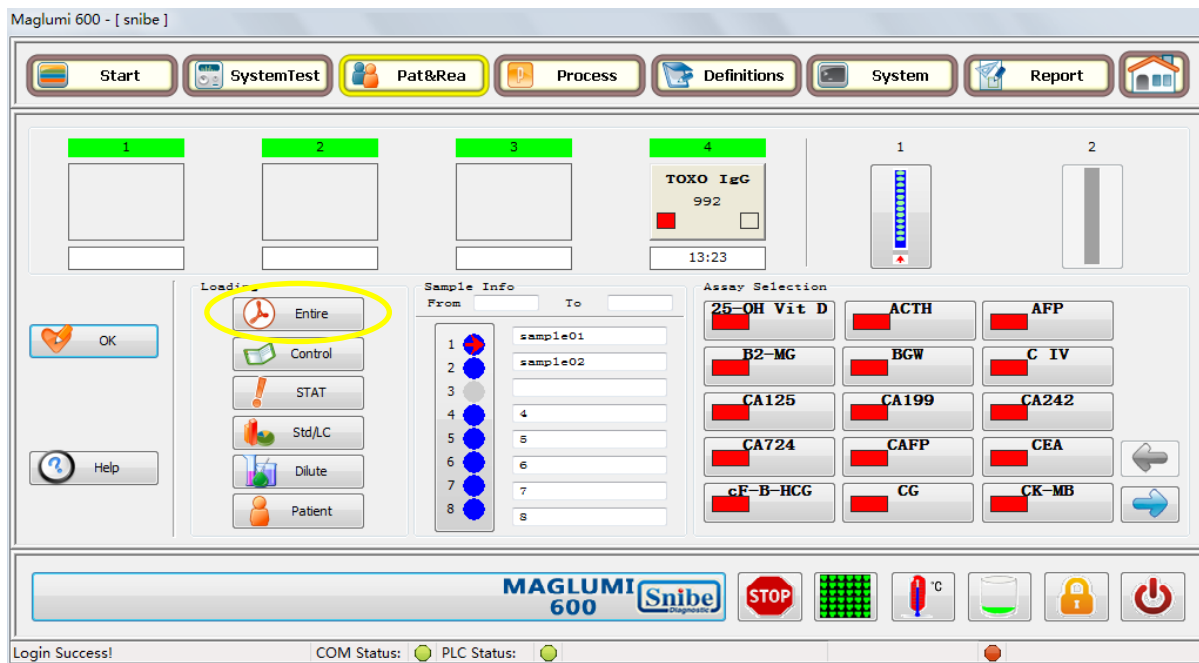 Maglumi 600 - [ snibe ]
Start SystemTest Pat&Rea Process Definitions System Report
1 2 3 4 1 2
TOXO IgG
992
13:23
Loading
Entire
Control
STAT
Std/LC
Dilute
Patient
OK
Help
Sample Info
From To
1 sample01
2 sample02
3
4 4
5 5
6 6
7 7
8 8
Assay Selection
25-OH Vit D ACTH AFP
B2-MG BGW C IV
CA125 CA199 CA242
CA724 CAFP CEA
cF-B-HCG CG CK-MB
MAGLUMI
600
Snibe
Diagnostic
STOP
°C
Login Success! COM Status: PLC Status: